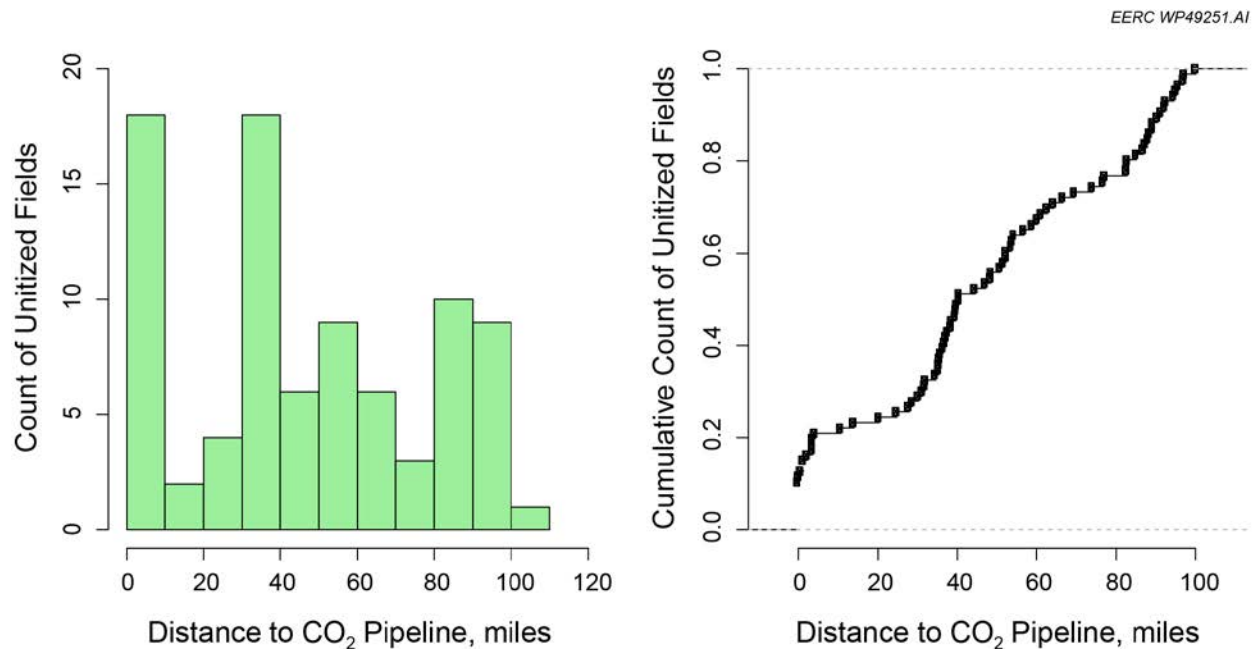 EERC WP49251.AI
Count of Unitized Fields
20
15
10
5
0
0 20 40 60 80 100 120
Distance to CO₂ Pipeline, miles
Cumulative Count of Unitized Fields
1.0
0.8
0.6
0.4
0.2
0.0
0 20 40 60 80 100
Distance to CO₂ Pipeline, miles